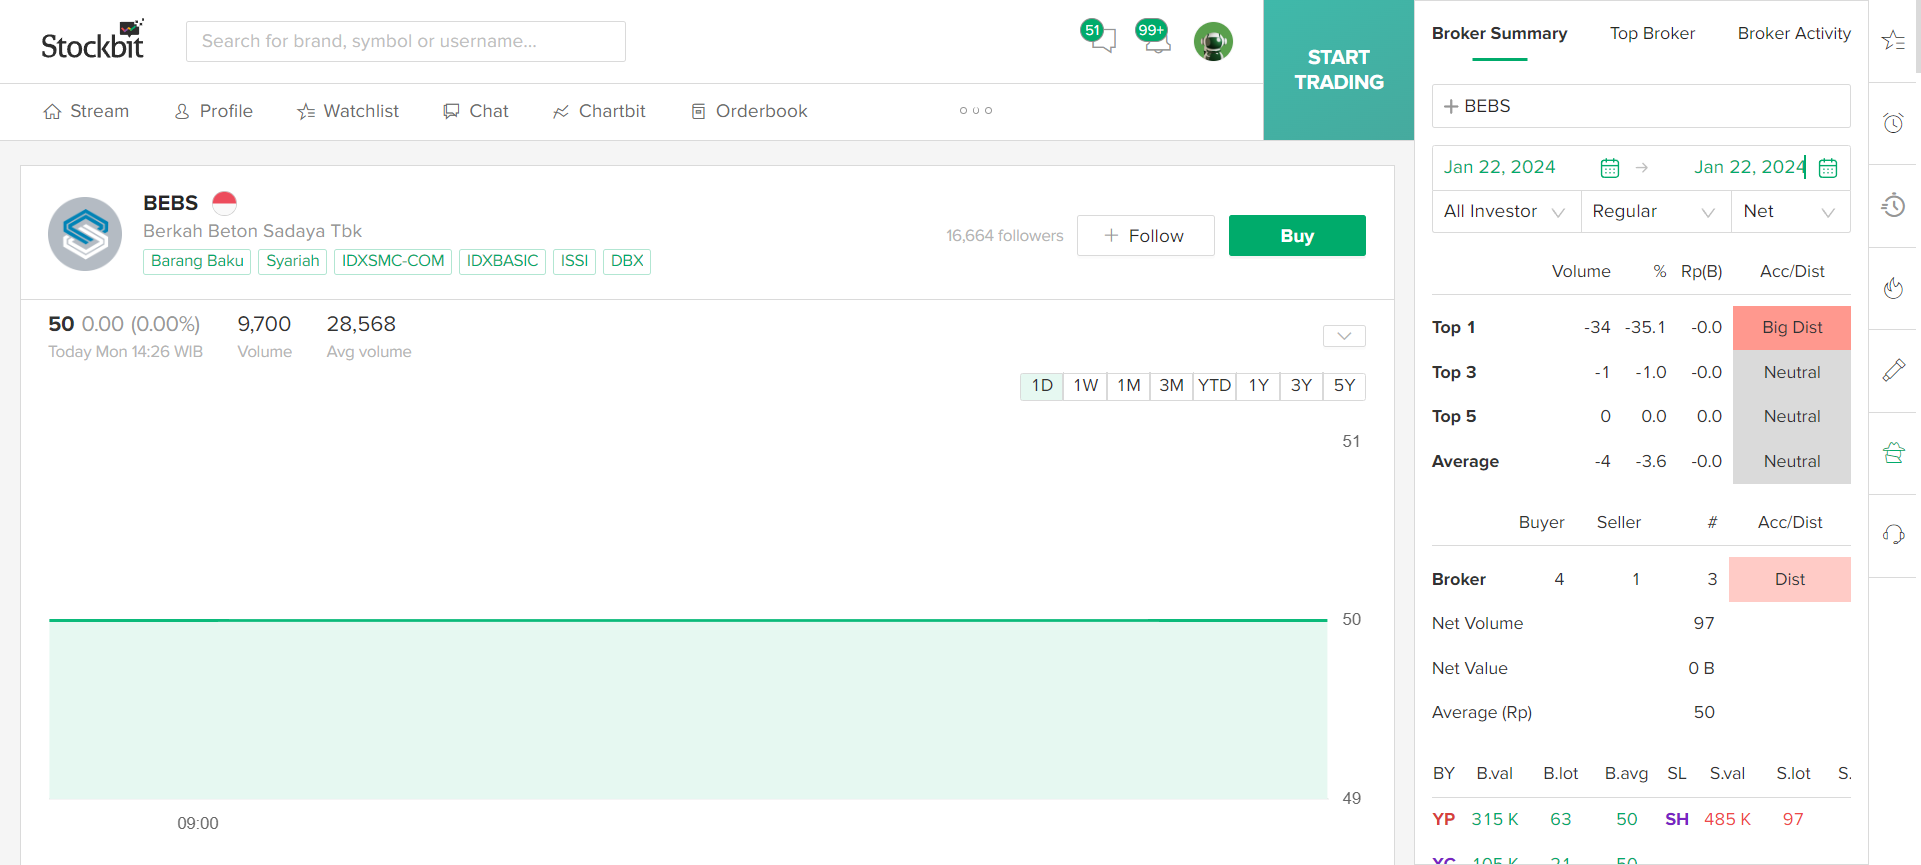 Stockbit
Search for brand, symbol or username...
51
99+
START
TRADING
Stream
Profile
Watchlist
Chat
Chartbit
Orderbook
BEBS
Berkah Beton Sadaya Tbk
Barang Baku
Syariah
IDXSMC-COM
IDXBASIC
ISSI
DBX
16,664 followers
+ Follow
Buy
50 0.00 (0.00%)
Today Mon 14:26 WIB
9,700
Volume
28,568
Avg volume
1D 1W 1M 3M YTD 1Y 3Y 5Y
51
50
49
09:00
Broker Summary Top Broker Broker Activity
+ BEBS
Jan 22, 2024 → Jan 22, 2024
All Investor Regular Net
Volume % Rp(B) Acc/Dist
Top 1 -34 -35.1 -0.0 Big Dist
Top 3 -1 -1.0 -0.0 Neutral
Top 5 0 0.0 0.0 Neutral
Average -4 -3.6 -0.0 Neutral
Buyer Seller # Acc/Dist
Broker 4 1 3 Dist
Net Volume 97
Net Value 0 B
Average (Rp) 50
BY B.val B.lot B.avg SL S.val S.lot S.
YP 315 K 63 50 SH 485 K 97
XC 105 K 21 50